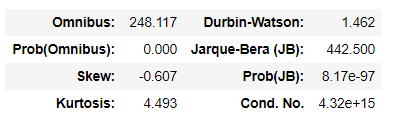 Omnibus: 248.117 Durbin-Watson: 1.462
Prob(Omnibus): 0.000 Jarque-Bera (JB): 442.500
Skew: -0.607 Prob(JB): 8.17e-97
Kurtosis: 4.493 Cond. No. 4.32e+15